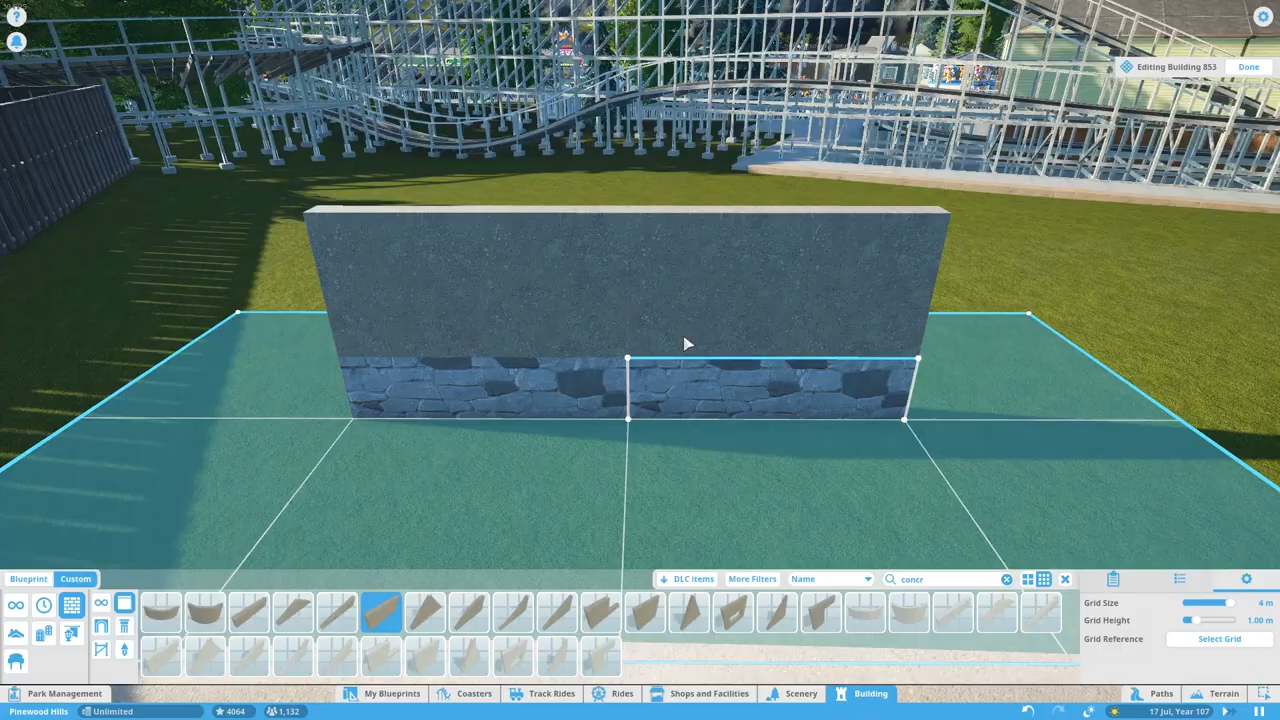 ?
Editing Building 853
Done
Blueprint
Custom
DLC items
More Filters
Name
concr
Grid Size
4 m
Grid Height
1.00 m
Grid Reference
Select Grid
Park Management
My Blueprints
Coasters
Track Rides
Rides
Shops and Facilities
Scenery
Building
Paths
Terrain
Pinewood Hills
Unlimited
4064
1,132
17 Jul, Year 107